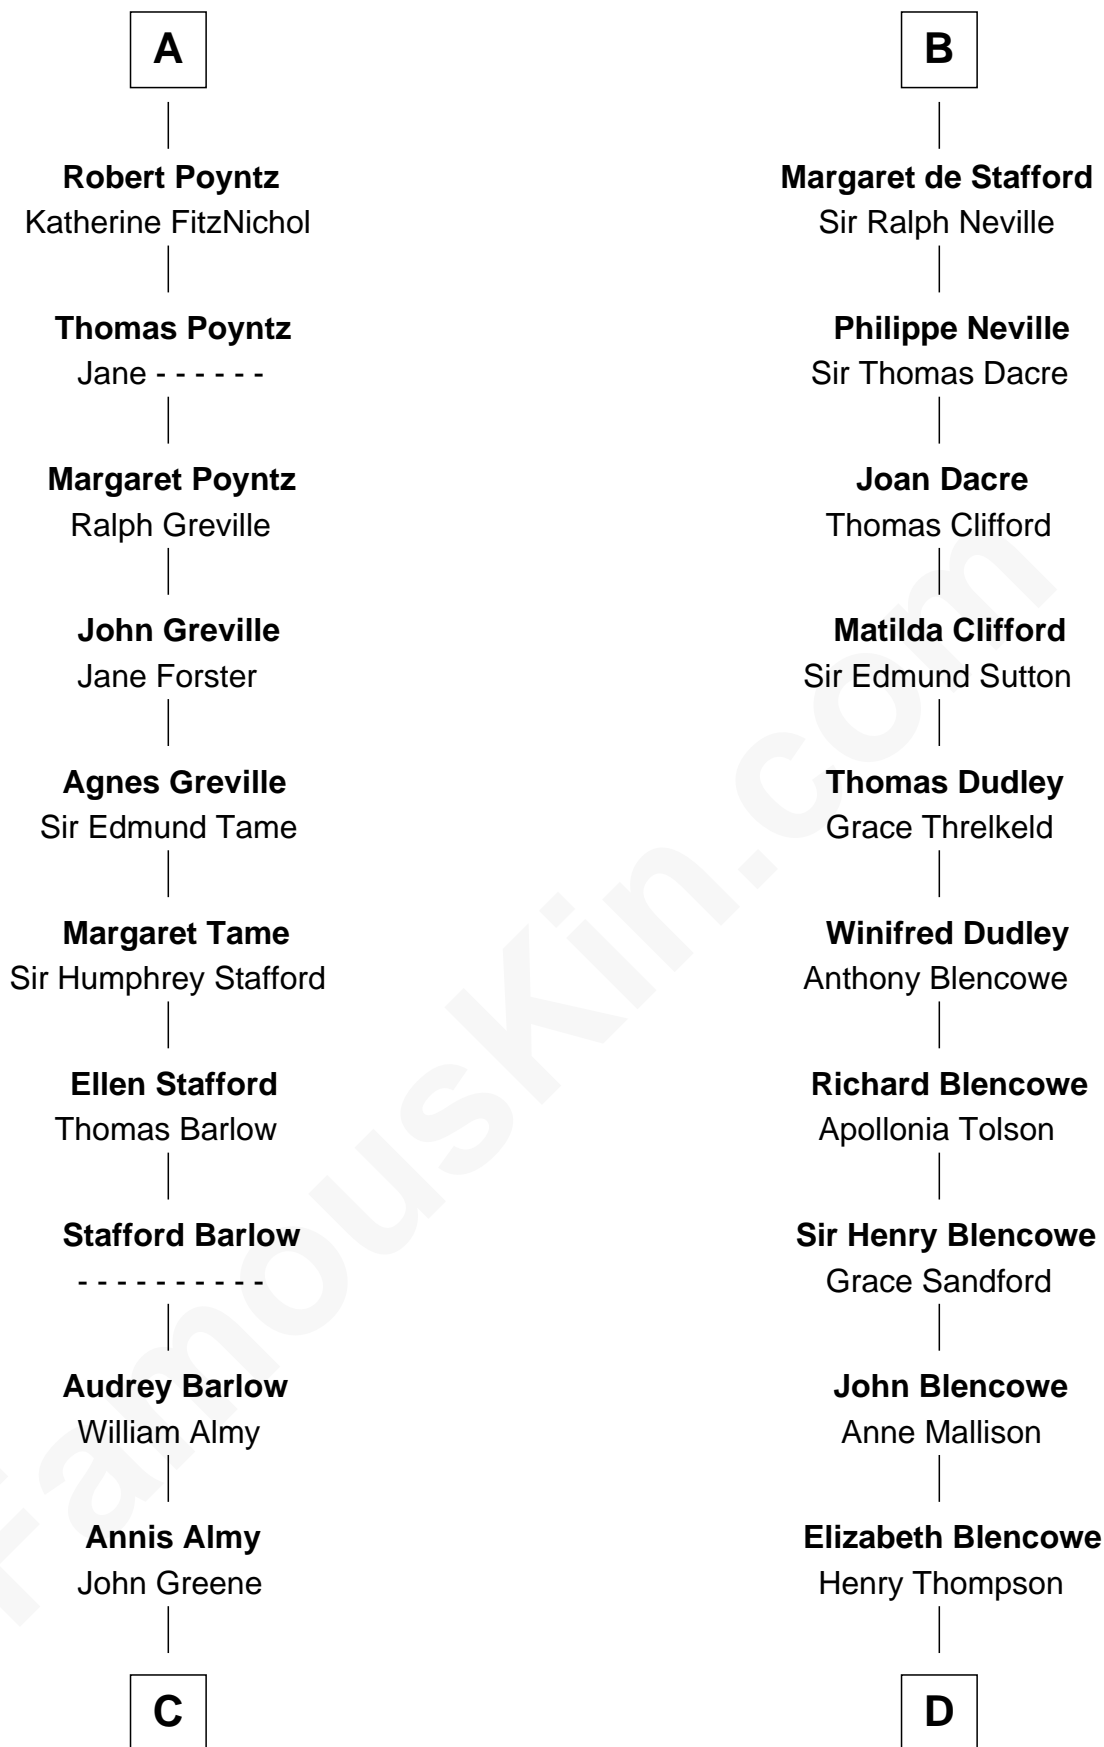 A
Robert Poyntz
Katherine FitzNichol
Thomas Poyntz
Jane - - - - - -
Margaret Poyntz
Ralph Greville
John Greville
Jane Forster
Agnes Greville
Sir Edmund Tame
Margaret Tame
Sir Humphrey Stafford
Ellen Stafford
Thomas Barlow
Stafford Barlow
- - - - - - - - - -
Audrey Barlow
William Almy
Annis Almy
John Greene
C
B
Margaret de Stafford
Sir Ralph Neville
Philippe Neville
Sir Thomas Dacre
Joan Dacre
Thomas Clifford
Matilda Clifford
Sir Edmund Sutton
Thomas Dudley
Grace Threlkeld
Winifred Dudley
Anthony Blencowe
Richard Blencowe
Apollonia Tolson
Sir Henry Blencowe
Grace Sandford
John Blencowe
Anne Mallison
Elizabeth Blencowe
Henry Thompson
D
FamousKin.com